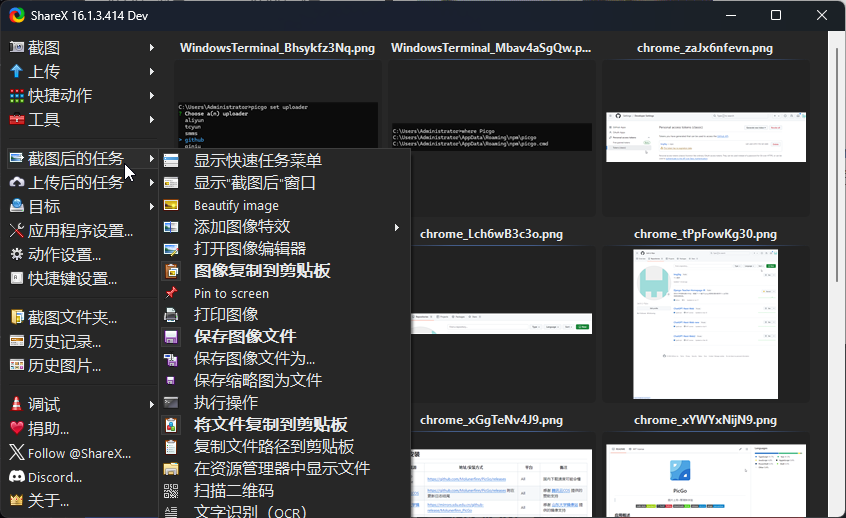 ShareX 16.1.3.414 Dev
截图
上传
快捷动作
工具
截图后的任务
上传后的任务
目标
应用程序设置...
动作设置...
快捷键设置...
截图文件夹...
历史记录...
历史图片...
调试
捐助...
Follow @ShareX...
Discord...
关于...
显示快速任务菜单
显示"截图后"窗口
Beautify image
添加图像特效
打开图像编辑器
图像复制到剪贴板
Pin to screen
打印图像
保存图像文件
保存图像文件为...
保存缩略图为文件
执行操作
将文件复制到剪贴板
复制文件路径到剪贴板
在资源管理器中显示文件
扫描二维码
文字识别（OCR）
WindowsTerminal_Bhsykfz3Nq.png
WindowsTerminal_Mbav4aSgQw.p...
chrome_zaJx6nfevn.png
C:\Users\Administrator>picgo set uploader
? Choose a(n) uploader
aliyun
tcyun
smms
> github
qiniu
C:\Users\Administrator>where Picgo
C:\Users\Administrator\AppData\Roaming\npm\picgo
C:\Users\Administrator\AppData\Roaming\npm\picgo.cmd
chrome_Lch6wB3c3o.png
chrome_tPpFowKg30.png
chrome_xGgTeNv4J9.png
chrome_xYWYxNijN9.png
PicGo